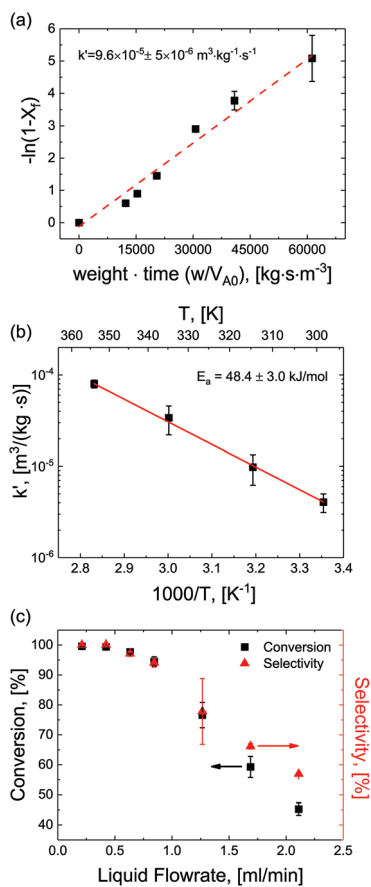 (a)
k'=9.6×10⁻⁵± 5×10⁻⁶ m³·kg⁻¹·s⁻¹
-ln(1-X_f)
6
5
4
3
2
1
0
0 15000 30000 45000 60000
weight · time (w/V_A0), [kg·s·m⁻³]
(b)
T, [K]
360 350 340 330 320 310 300
E_a = 48.4 ± 3.0 kJ/mol
k', [m³/(kg ·s)]
10⁻⁴
10⁻⁵
10⁻⁶
2.8 2.9 3.0 3.1 3.2 3.3 3.4
1000/T, [K⁻¹]
(c)
Conversion
Selectivity
Conversion, [%]
Selectivity, [%]
100
90
80
70
60
50
40
0.0 0.5 1.0 1.5 2.0 2.5
Liquid Flowrate, [ml/min]